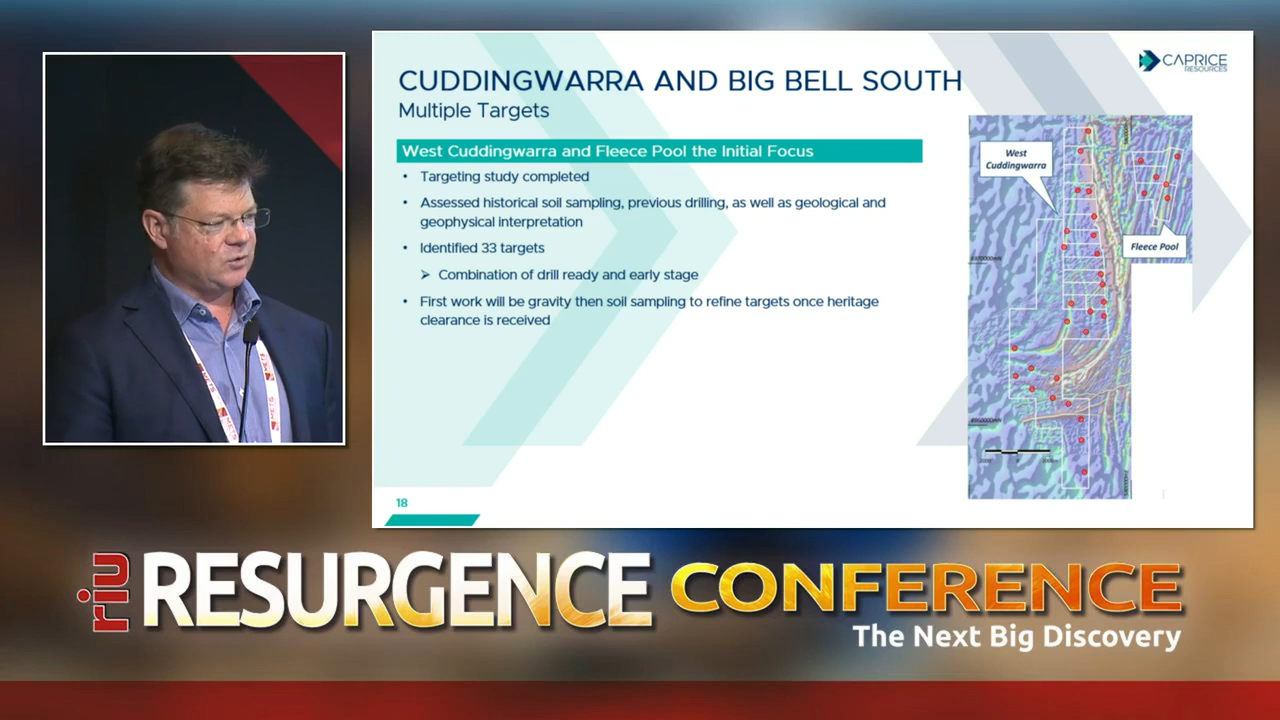 CUDDINGWARRA AND BIG BELL SOUTH
Multiple Targets
CAPRICE
RESOURCES
West Cuddingwarra and Fleece Pool the Initial Focus
• Targeting study completed
• Assessed historical soil sampling, previous drilling, as well as geological and
geophysical interpretation
• Identified 33 targets
➤ Combination of drill ready and early stage
• First work will be gravity then soil sampling to refine targets once heritage
clearance is received
West
Cuddingwarra
Fleece Pool
18
METS
riu RESURGENCE CONFERENCE
The Next Big Discovery